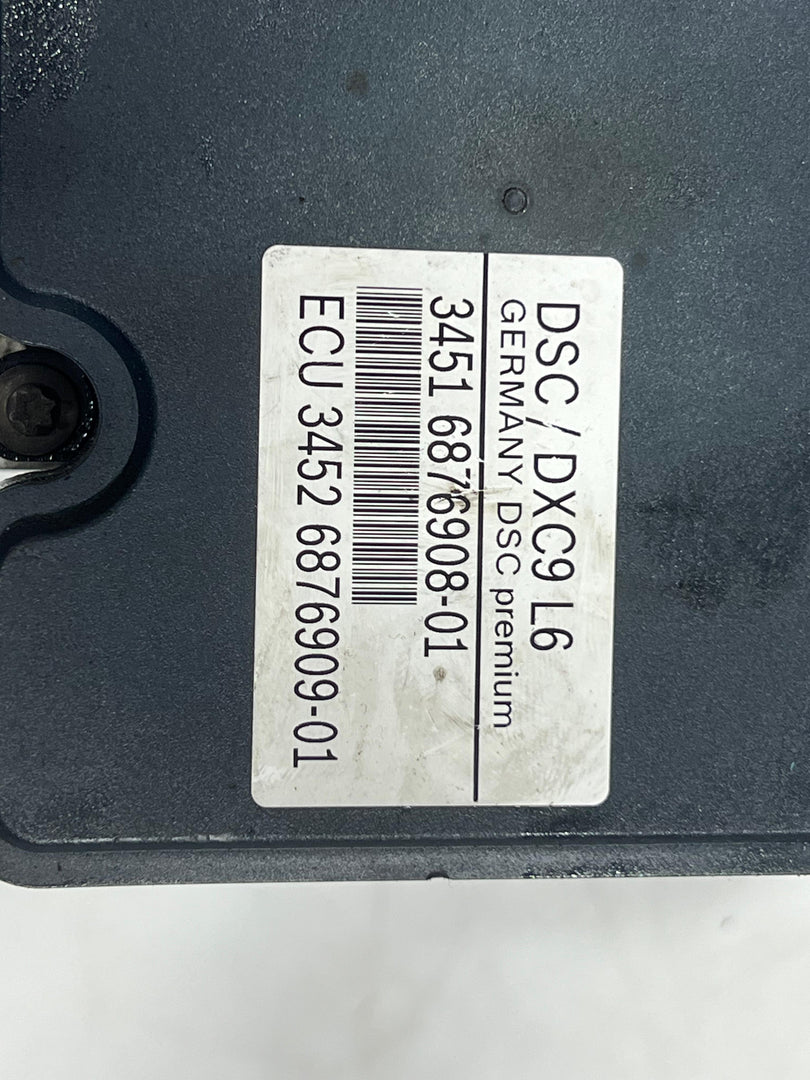 DSC / DXC9 L6
GERMANY DSC premium
3451 6876908-01
ECU 3452 6876909-01